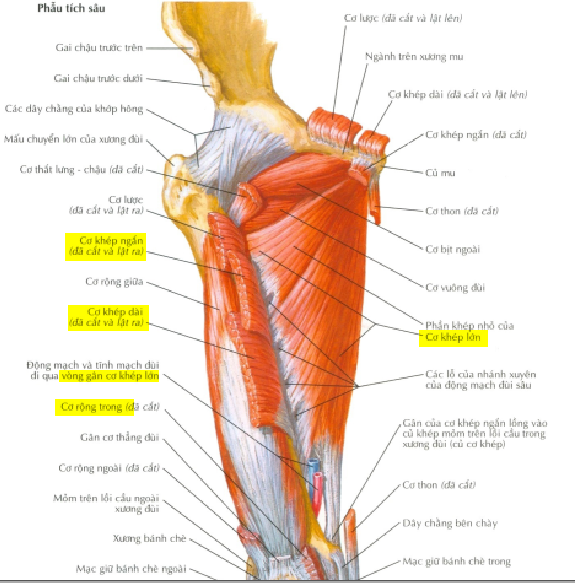 Phẫu tích sâu
Gai chậu trước trên
Gai chậu trước dưới
Các dây chằng của khớp hông
Mấu chuyển lớn của xương đùi
Cơ thắt lưng - chậu (đã cắt)
Cơ lược
(đã cắt và lật ra)
Cơ khép ngắn
(đã cắt và lật ra)
Cơ rộng giữa
Cơ khép dài
(đã cắt và lật ra)
Động mạch và tĩnh mạch đùi
đi qua vòng gân cơ khép lớn
Cơ rộng trong (đã cắt)
Gân cơ thẳng đùi
Cơ rộng ngoài (đã cắt)
Mỏm trên lồi cầu ngoài
xương đùi
Xương bánh chè
Mạc giữ bánh chè ngoài
Cơ lược (đã cắt và lật lên)
Ngành trên xương mu
Cơ khép dài (đã cắt và lật lên)
Cơ khép ngắn (đã cắt)
Củ mu
Cơ thon (đã cắt)
Cơ bịt ngoài
Cơ vuông đùi
Phần khép nhỏ của
Cơ khép lớn
Các lỗ của nhánh xuyên
của động mạch đùi sâu
Gân của cơ khép ngắn lồng vào
củ khép mỏm trên lồi cầu trong
xương đùi (củ cơ khép)
Cơ thon (đã cắt)
Dây chằng bên chày
Mạc giữ bánh chè trong